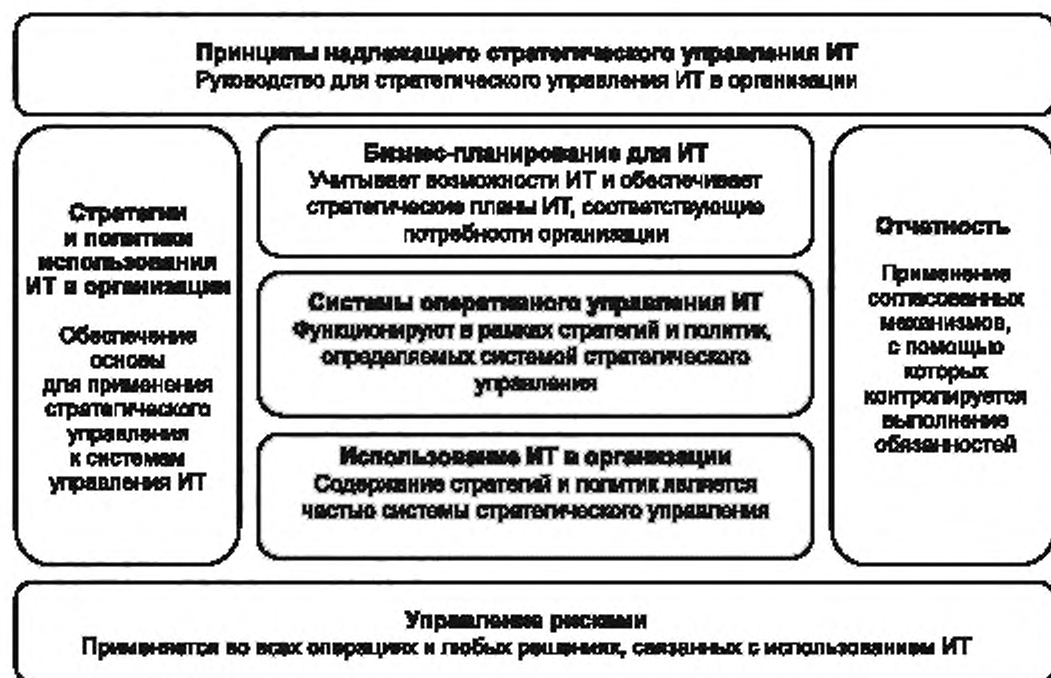 Принципы надлежащего стратегического управления ИТ
Руководство для стратегического управления ИТ в организации
Стратегии
и политики
использования
ИТ в организации
Обеспечение
основы
для применения
стратегического
управления
к системам
управления ИТ
Бизнес-планирование для ИТ
Учитывает возможности ИТ и обеспечивает
стратегические планы ИТ, соответствующие
потребности организации
Системы оперативного управления ИТ
Функционируют в рамках стратегий и политик,
определяемых системой стратегического
управления
Использование ИТ в организации
Содержание стратегий и политик является
частью системы стратегического управления
Отчетность
Применение
согласованных
механизмов,
с помощью
которых
контролируется
выполнение
обязанностей
Управление рисками
Применяется во всех операциях и любых решениях, связанных с использованием ИТ